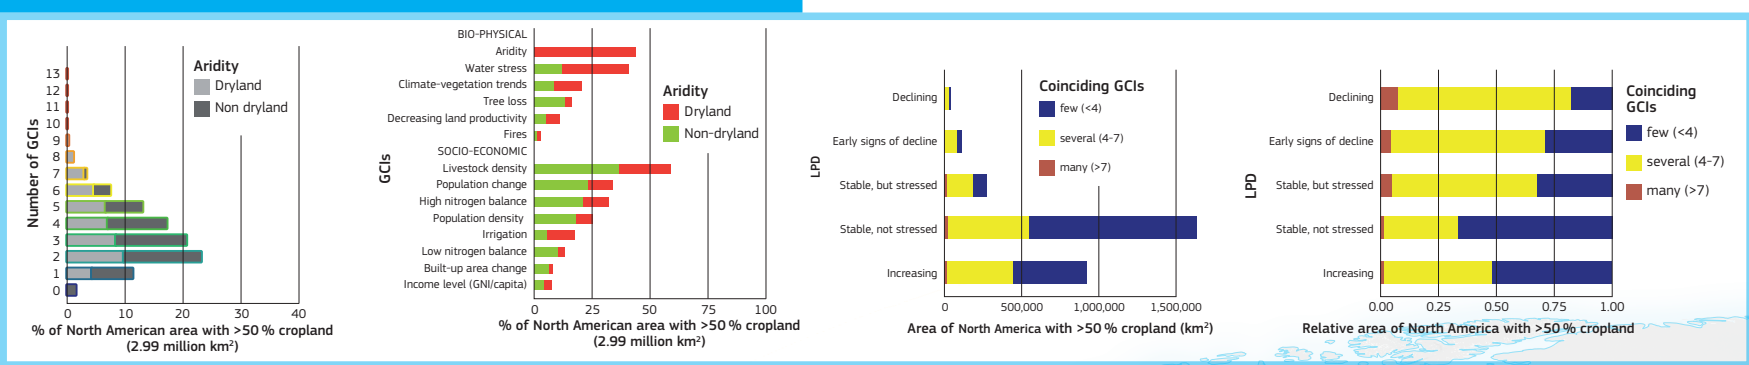 Number of GCIs
13
12
11
10
9
8
7
6
5
4
3
2
1
0
Aridity
Dryland
Non dryland
0 10 20 30 40
% of North American area with >50 % cropland
(2.99 million km²)
GCIs
BIO-PHYSICAL
Aridity
Water stress
Climate-vegetation trends
Tree loss
Decreasing land productivity
Fires
SOCIO-ECONOMIC
Livestock density
Population change
High nitrogen balance
Population density
Irrigation
Low nitrogen balance
Built-up area change
Income level (GNI/capita)
Aridity
Dryland
Non-dryland
0 25 50 75 100
% of North American area with >50 % cropland
(2.99 million km²)
LPD
Declining
Early signs of decline
Stable, but stressed
Stable, not stressed
Increasing
Coinciding GCIs
few (<4)
several (4-7)
many (>7)
0 500,000 1,000,000 1,500,000
Area of North America with >50 % cropland (km²)
LPD
Declining
Early signs of decline
Stable, but stressed
Stable, not stressed
Increasing
Coinciding
GCIs
few (<4)
several (4-7)
many (>7)
0.00 0.25 0.50 0.75 1.00
Relative area of North America with >50 % cropland